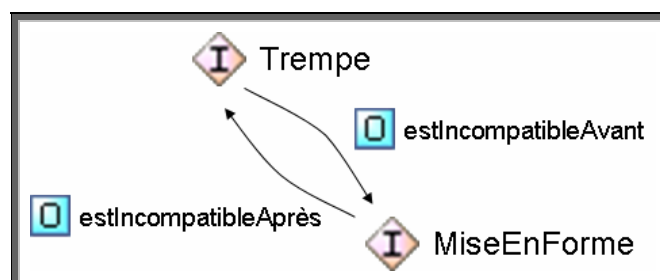 I Trempe
O estIncompatibleAvant
O estIncompatibleAprès
I MiseEnForme